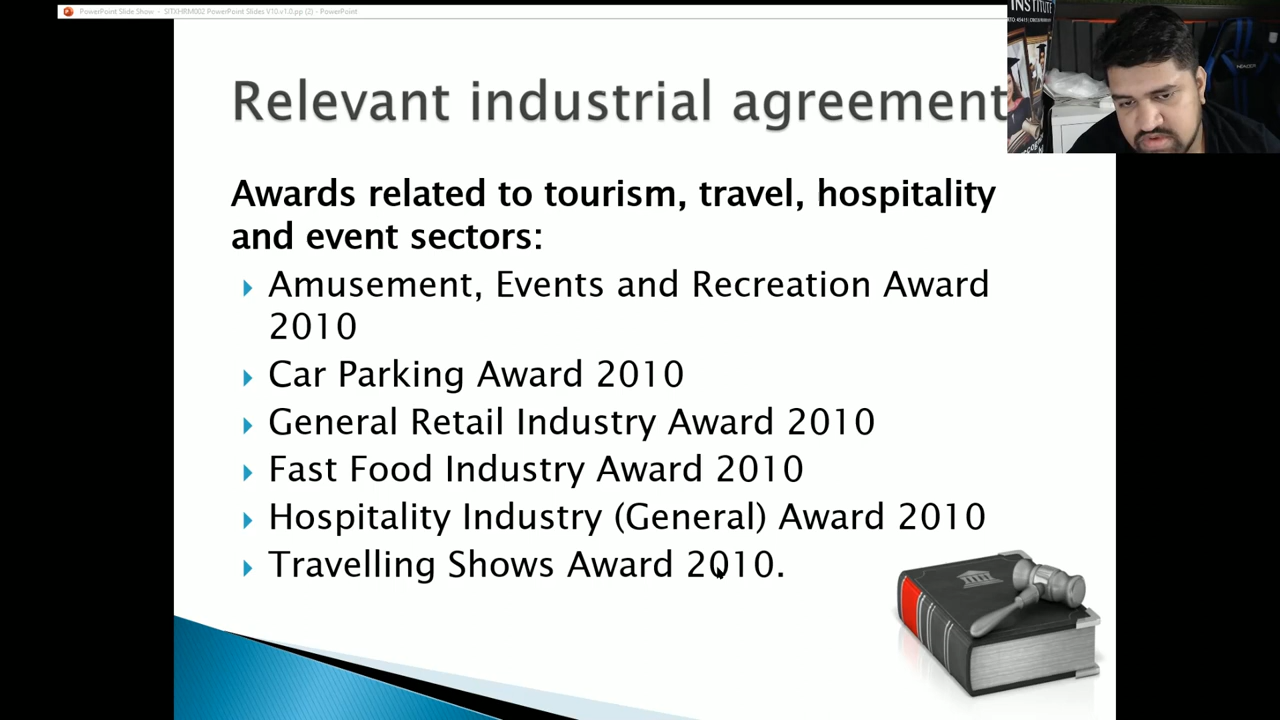 PowerPoint Slide Show - SITXHRM002 PowerPoint Slides V10.v1.0.pp (2) - PowerPoint
INSTITUTE
Relevant industrial agreement
Awards related to tourism, travel, hospitality
and event sectors:
Amusement, Events and Recreation Award
2010
Car Parking Award 2010
General Retail Industry Award 2010
Fast Food Industry Award 2010
Hospitality Industry (General) Award 2010
Travelling Shows Award 2010.